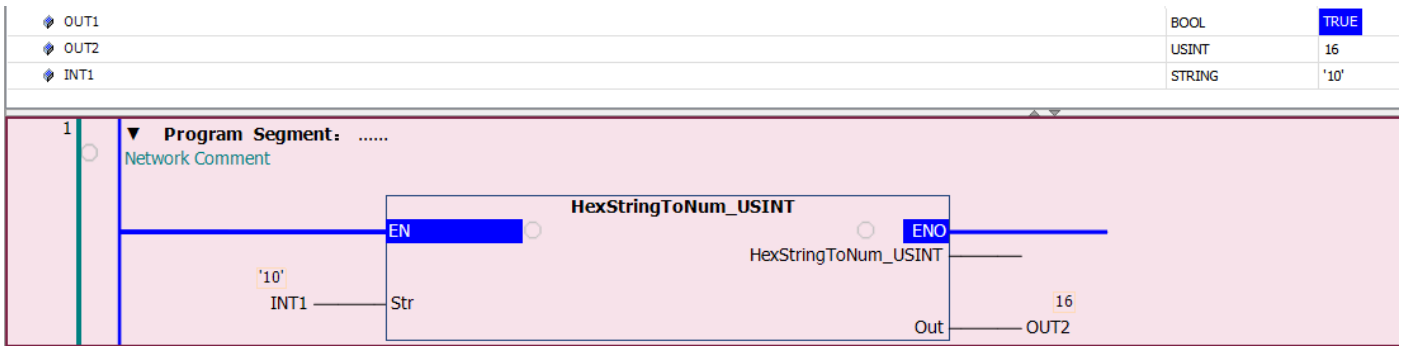 OUT1 BOOL TRUE
OUT2 USINT 16
INT1 STRING '10'
1 ▼ Program Segment： ......
Network Comment
HexStringToNum_USINT
EN ENO
HexStringToNum_USINT
'10' 16
INT1 Str
Out OUT2